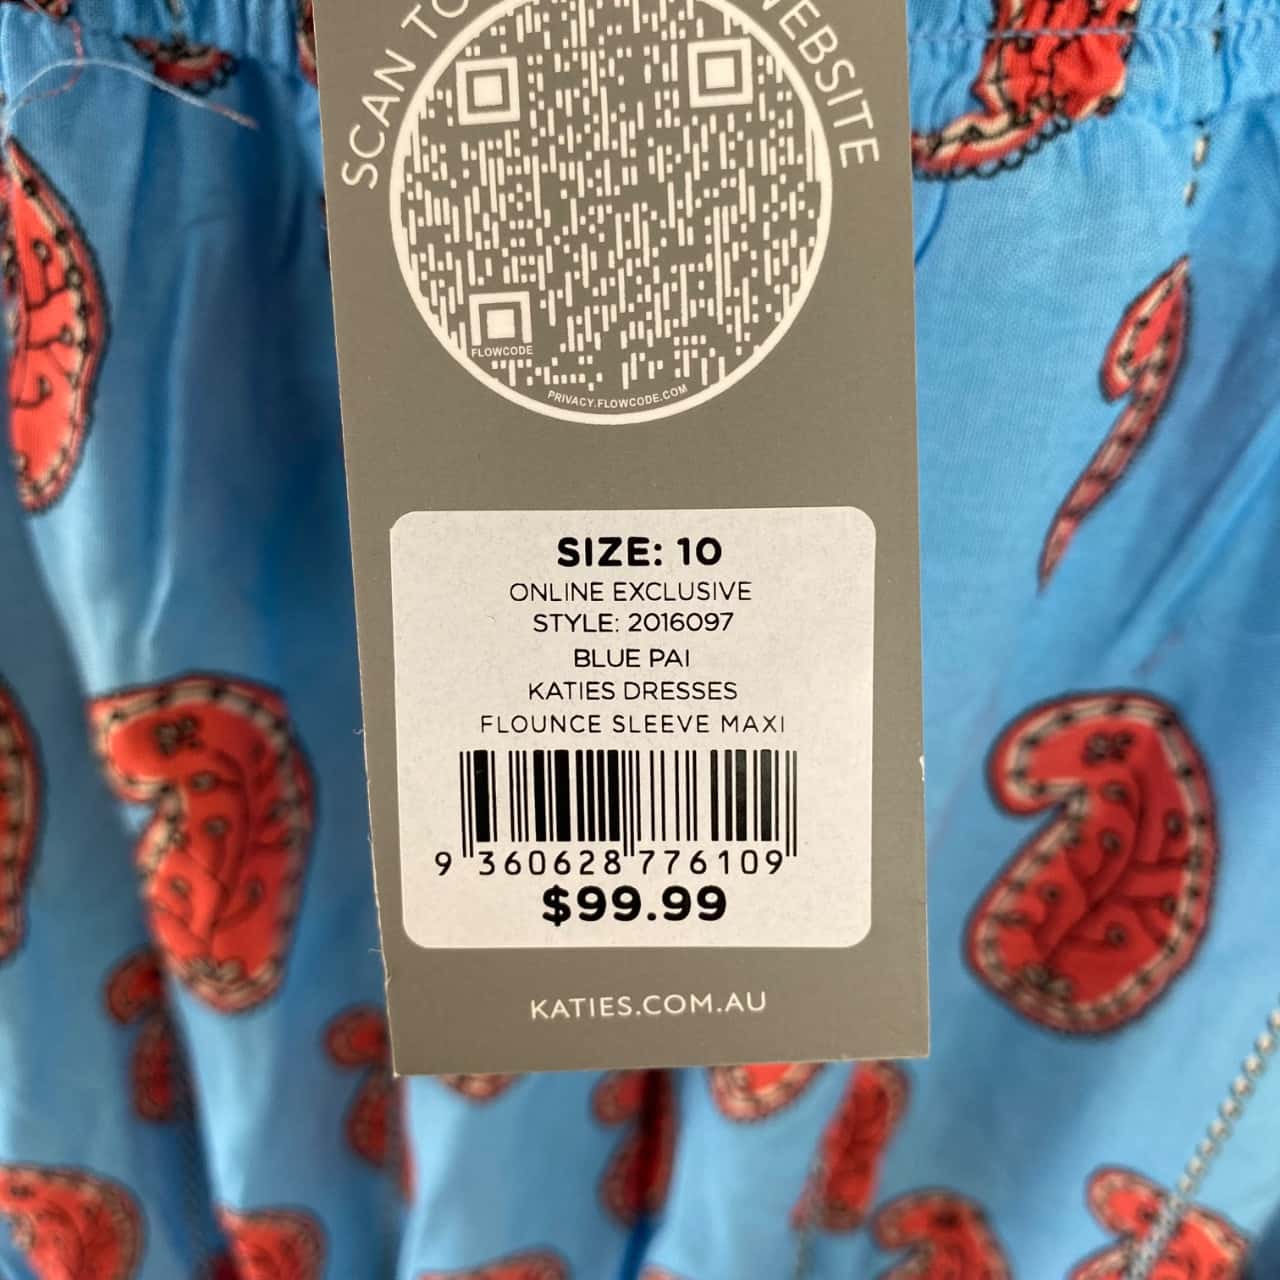 SCAN TO
WEBSITE
FLOWCODE
PRIVACY.FLOWCODE.COM
SIZE: 10
ONLINE EXCLUSIVE
STYLE: 2016097
BLUE PAI
KATIES DRESSES
FLOUNCE SLEEVE MAXI
9 360628 776109
$99.99
KATIES.COM.AU